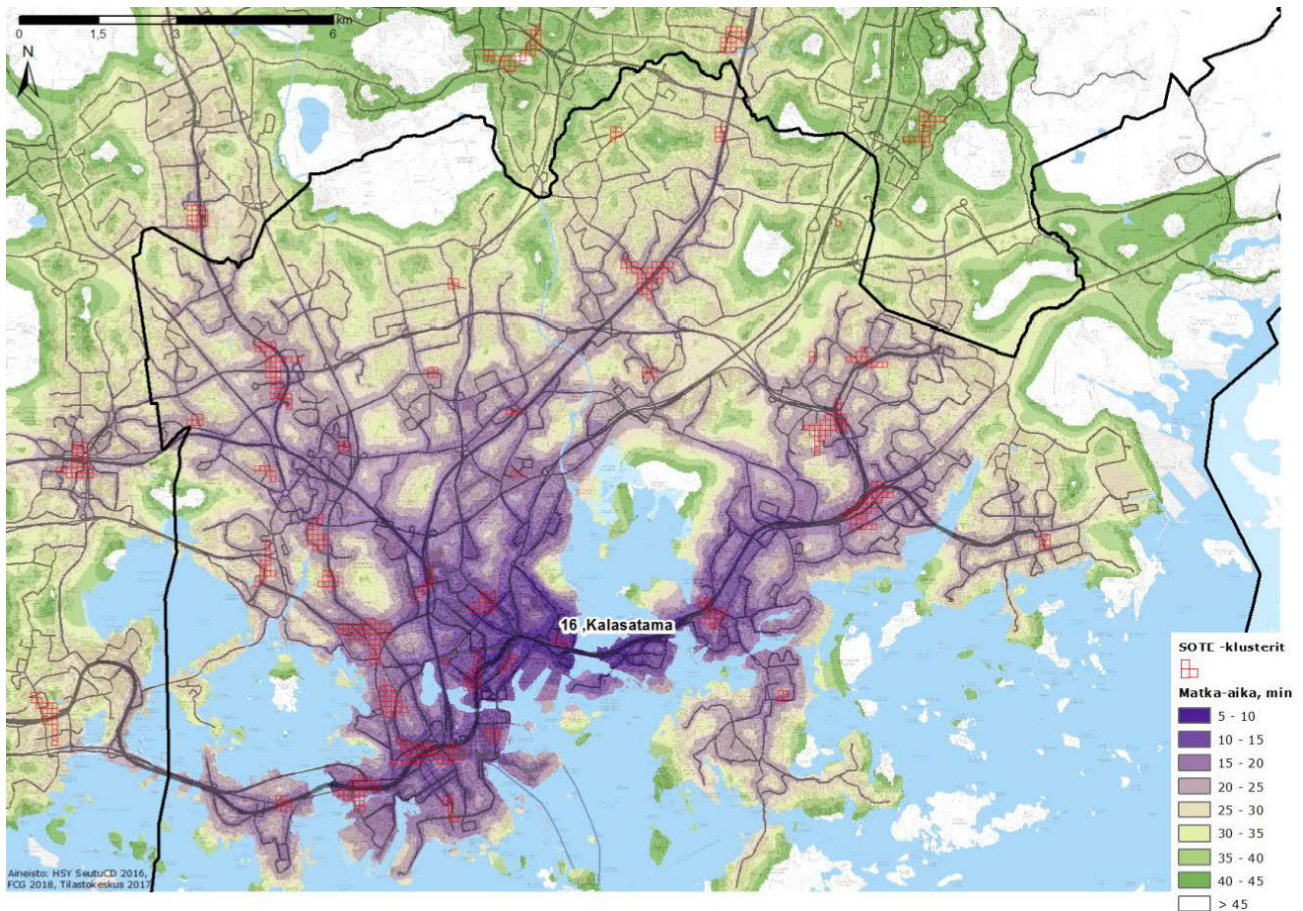 km
0 1,5 3 6
N
16 ,Kalasatama
SOTE -klusterit
Matka-aika, min
5 - 10
10 - 15
15 - 20
20 - 25
25 - 30
30 - 35
35 - 40
40 - 45
> 45
Aineisto: HSY SeutuCD 2016,
FCG 2018, Tilastokeskus 2017